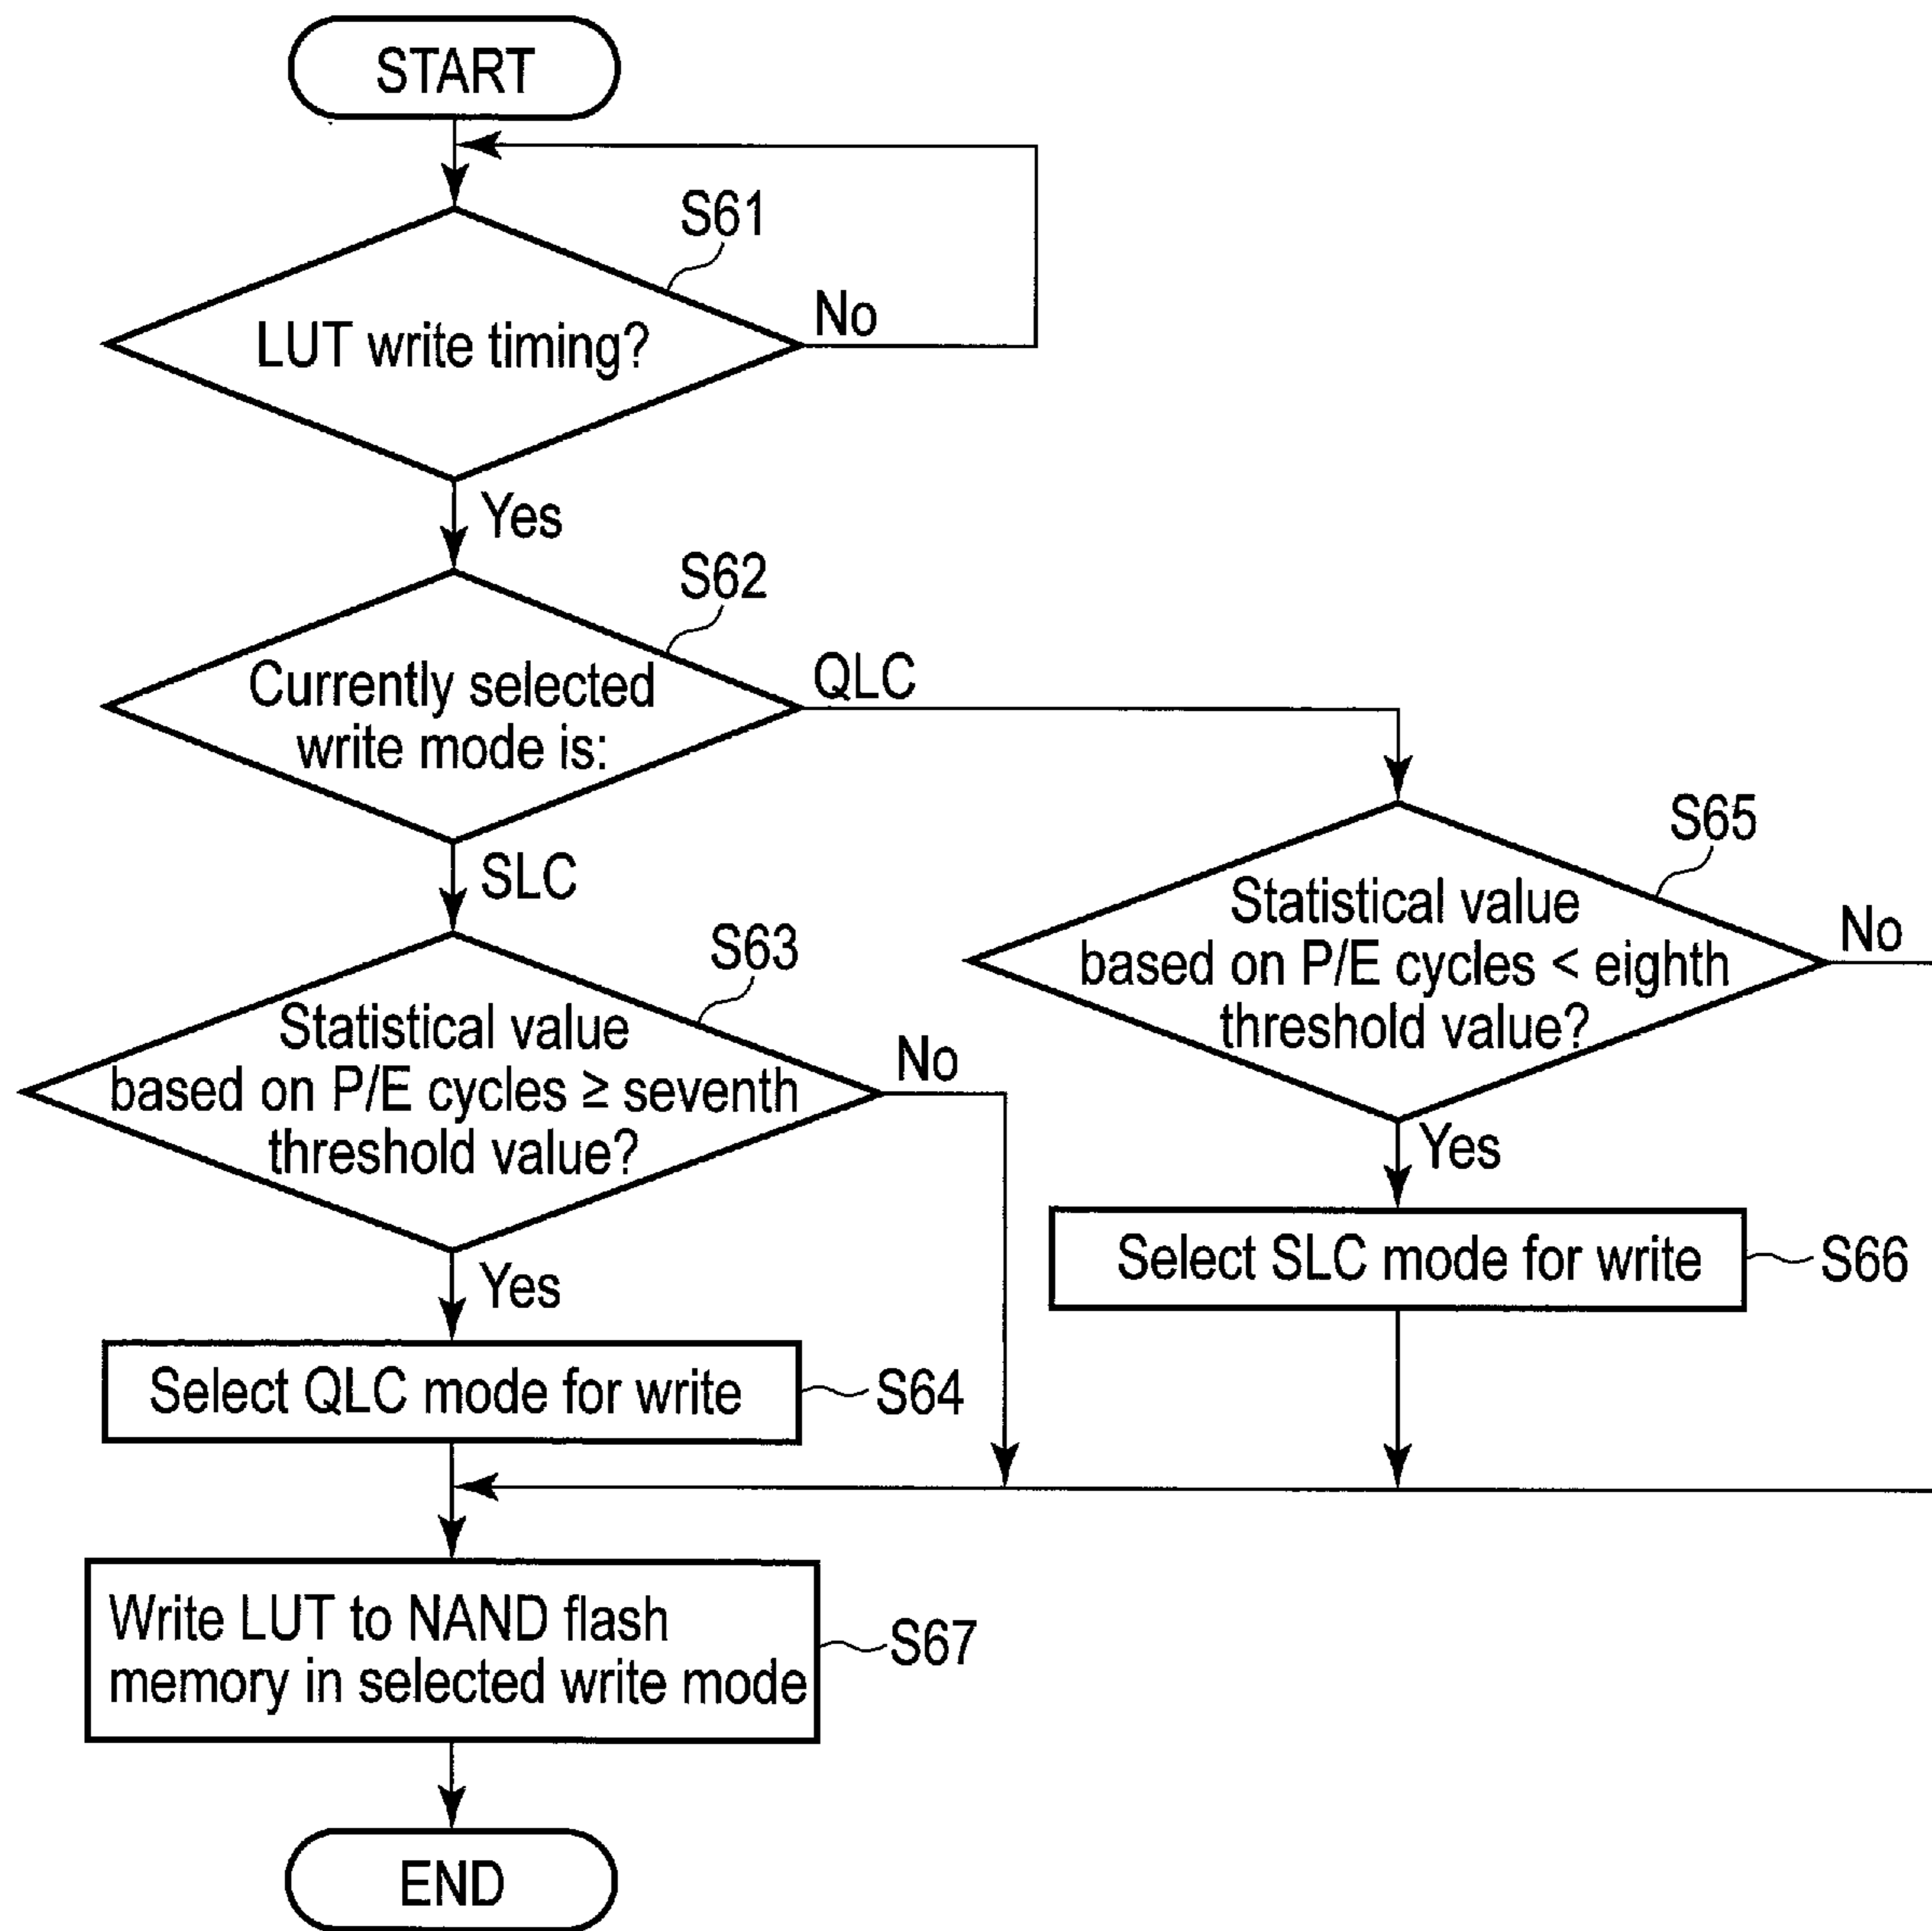 START
S61
LUT write timing?
No
Yes
S62
Currently selected
write mode is:
QLC
SLC
S65
Statistical value
based on P/E cycles < eighth
threshold value?
No
Yes
S63
Statistical value
based on P/E cycles ≥ seventh
threshold value?
No
Yes
Select SLC mode for write
S66
Select QLC mode for write
S64
Write LUT to NAND flash
memory in selected write mode
S67
END